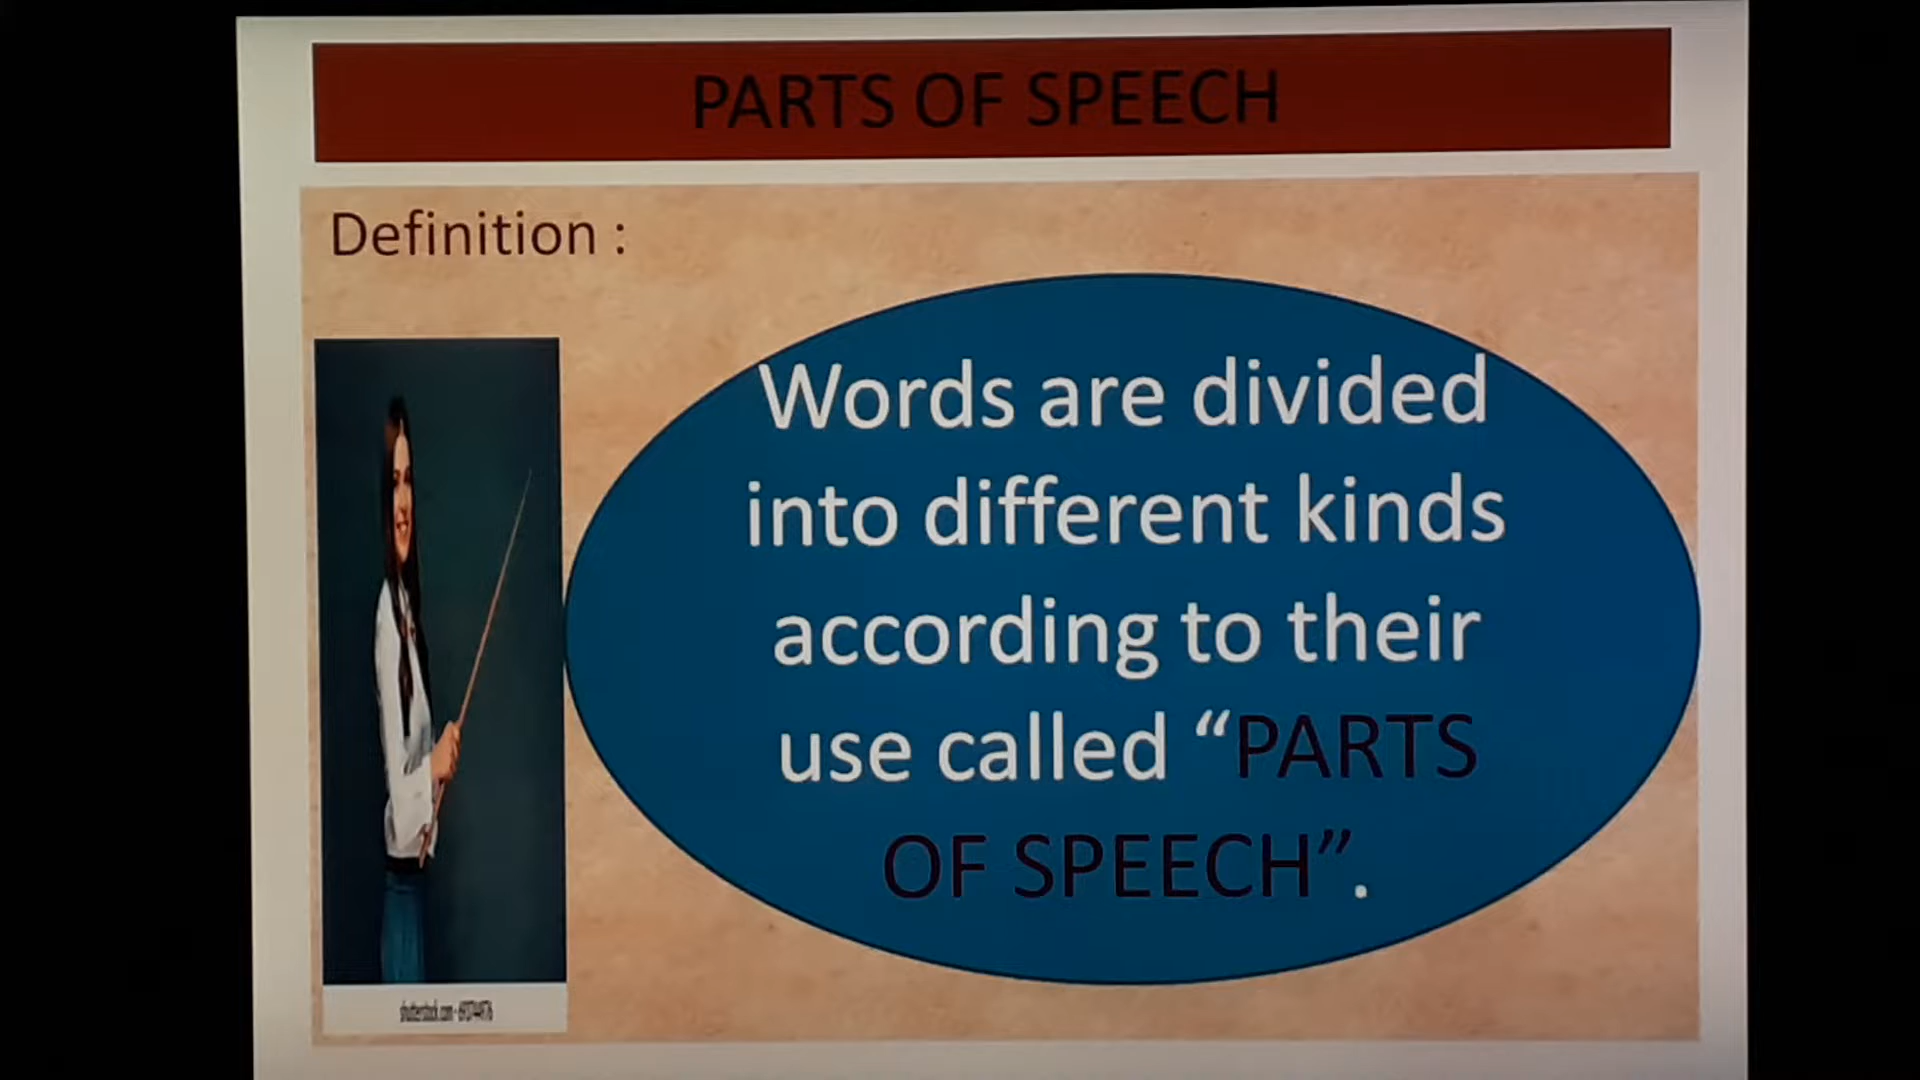 PARTS OF SPEECH
Definition :
Words are divided
into different kinds
according to their
use called “PARTS
OF SPEECH”.